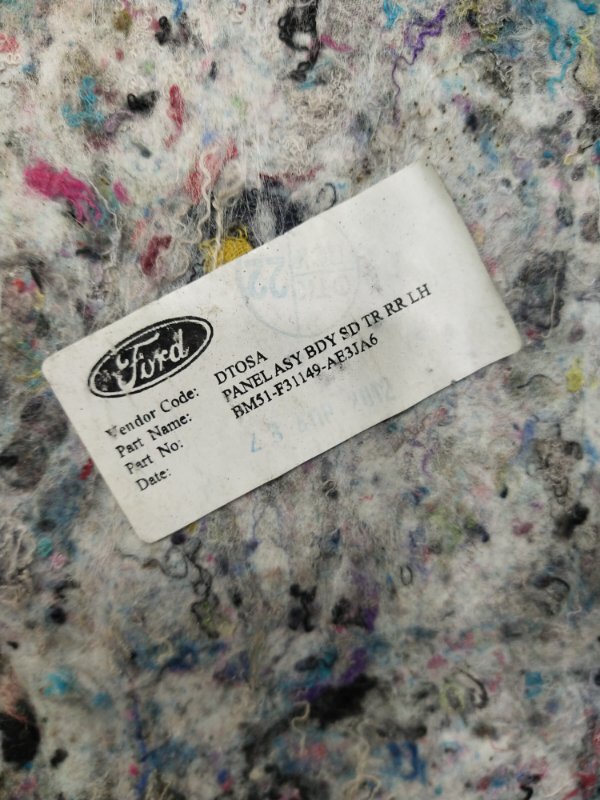 Ford
Vendor Code: DTOSA
Part Name: PANEL ASY BDY SD TR RR LH
Part No: BM51-F31149-AE3JA6
Date: